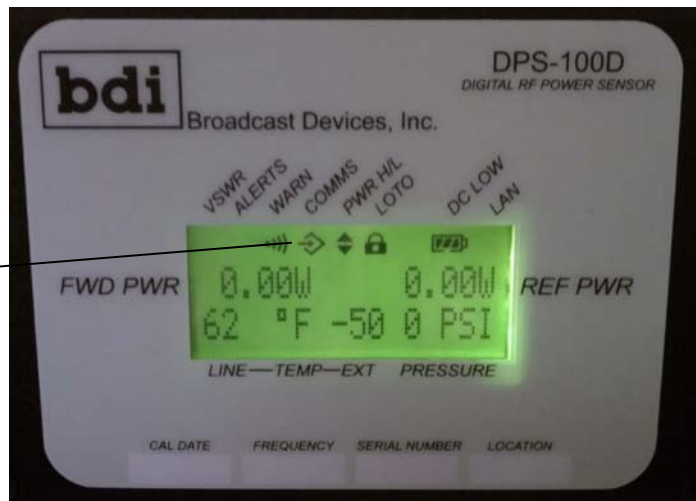 bdi
Broadcast Devices, Inc.
DPS-100D
DIGITAL RF POWER SENSOR
VSWR
ALERTS
WARN
COMMS
PWR H/L
LOTO
DC LOW
LAN
FWD PWR
0.00W
0.00W
REF PWR
62 °F -50 0 PSI
LINE—TEMP—EXT PRESSURE
CAL DATE
FREQUENCY
SERIAL NUMBER
LOCATION